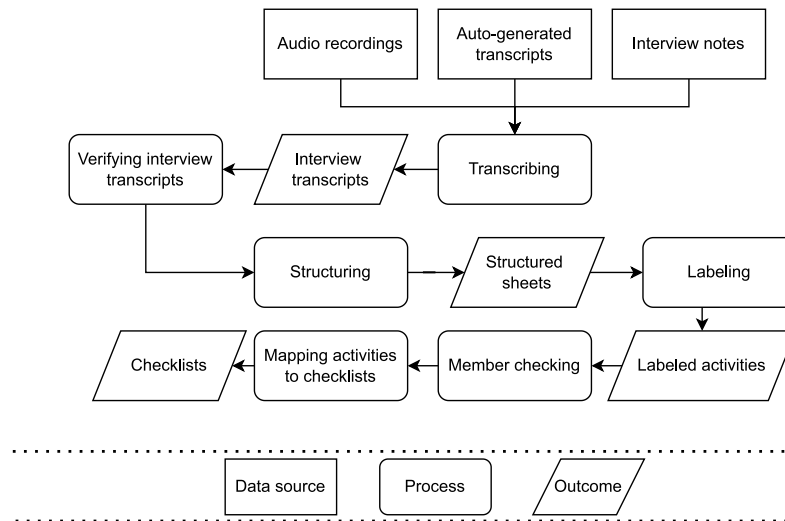 Audio recordings
Auto-generated
transcripts
Interview notes
Verifying interview
transcripts
Interview
transcripts
Transcribing
Structuring
Structured
sheets
Labeling
Checklists
Mapping activities
to checklists
Member checking
Labeled activities
Data source
Process
Outcome